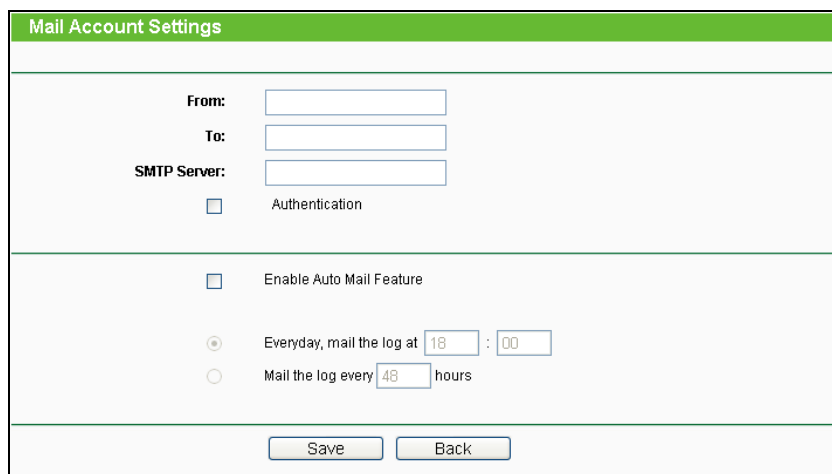 Mail Account Settings
From:
To:
SMTP Server:
Authentication
Enable Auto Mail Feature
Everyday, mail the log at 18 : 00
Mail the log every 48 hours
Save Back